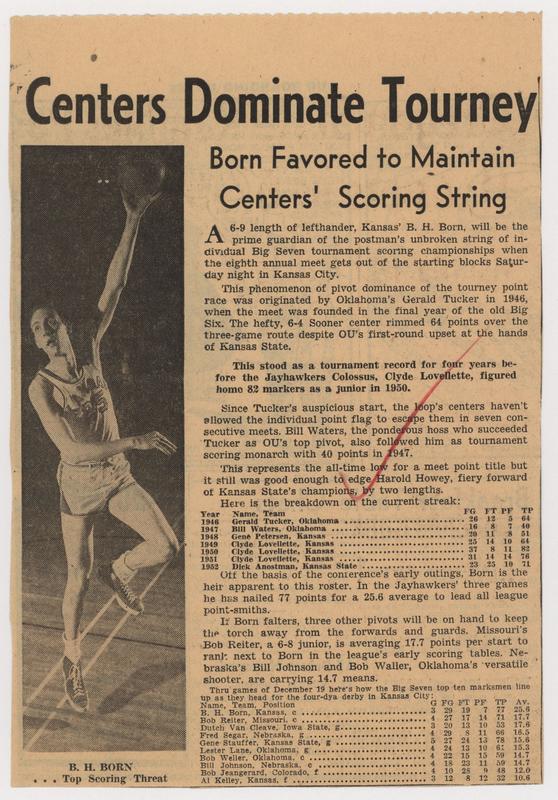 Centers Dominate Tourney
Born Favored to Maintain
Centers' Scoring String
A 6-9 length of lefthander, Kansas' B. H. Born, will be the
prime guardian of the postman's unbroken string of in-
dividual Big Seven tournament scoring championships when
the eighth annual meet gets out of the starting blocks Satur-
day night in Kansas City.
This phenomenon of pivot dominance of the tourney point
race was originated by Oklahoma's Gerald Tucker in 1946,
when the meet was founded in the final year of the old Big
Six. The hefty, 6-4 Sooner center rimmed 64 points over the
three-game route despite OU's first-round upset at the hands
of Kansas State.
This stood as a tournament record for four years be-
fore the Jayhawkers Colossus, Clyde Lovellette, figured
home 82 markers as a junior in 1950.
Since Tucker's auspicious start, the loop's centers haven't
allowed the individual point flag to escape them in seven con-
secutive meets. Bill Waters, the ponderous hoss who succeeded
Tucker as OU's top pivot, also followed him as tournament
scoring monarch with 40 points in 1947.
This represents the all-time low for a meet point title but
it still was good enough to edge Harold Howey, fiery forward
of Kansas State's champions, by two lengths.
Here is the breakdown on the current streak:
Year Name, Team FG FT PF TP
1946 Gerald Tucker, Oklahoma 26 12 5 64
1947 Bill Waters, Oklahoma 16 8 7 40
1948 Gene Petersen, Kansas 20 11 8 51
1949 Clyde Lovellette, Kansas 25 14 10 64
1950 Clyde Lovellette, Kansas 37 8 11 82
1951 Clyde Lovellette, Kansas 31 14 14 76
1952 Dick Anostman, Kansas State 23 25 10 71
Off the basis of the conference's early outings, Born is the
heir apparent to this roster. In the Jayhawkers' three games
he has nailed 77 points for a 25.6 average to lead all league
point-smiths.
If Born falters, three other pivots will be on hand to keep
the torch away from the forwards and guards. Missouri's
Bob Reiter, a 6-8 junior, is averaging 17.7 points per start to
rank next to Born in the league's early scoring tables. Ne-
braska's Bill Johnson and Bob Waller, Oklahoma's versatile
shooter, are carrying 14.7 means.
Thru games of December 19 here's how the Big Seven top ten marksmen line
up as they head for the four-dya derby in Kansas City:
Name, Team, Position G FG FT PF TP Av.
B. H. Born, Kansas, c 3 29 19 7 77 25.6
Bob Reiter, Missouri, c 4 27 17 14 71 17.7
Dutch Van Cleave, Iowa State, g 3 20 13 10 53 17.6
Fred Segar, Nebraska, g 4 29 8 11 66 16.5
Gene Stauffer, Kansas State, g 5 27 24 13 78 15.6
Lester Lane, Oklahoma, g 4 24 13 10 61 15.3
Bob Weller, Oklahoma, c 4 22 15 15 59 14.7
Bill Johnson, Nebraska, c 4 18 23 11 59 14.7
Bob Jeangerard, Colorado, f 4 10 28 9 48 12.0
Al Kelley, Kansas, f 3 12 8 12 32 10.6
B. H. BORN
. . . Top Scoring Threat